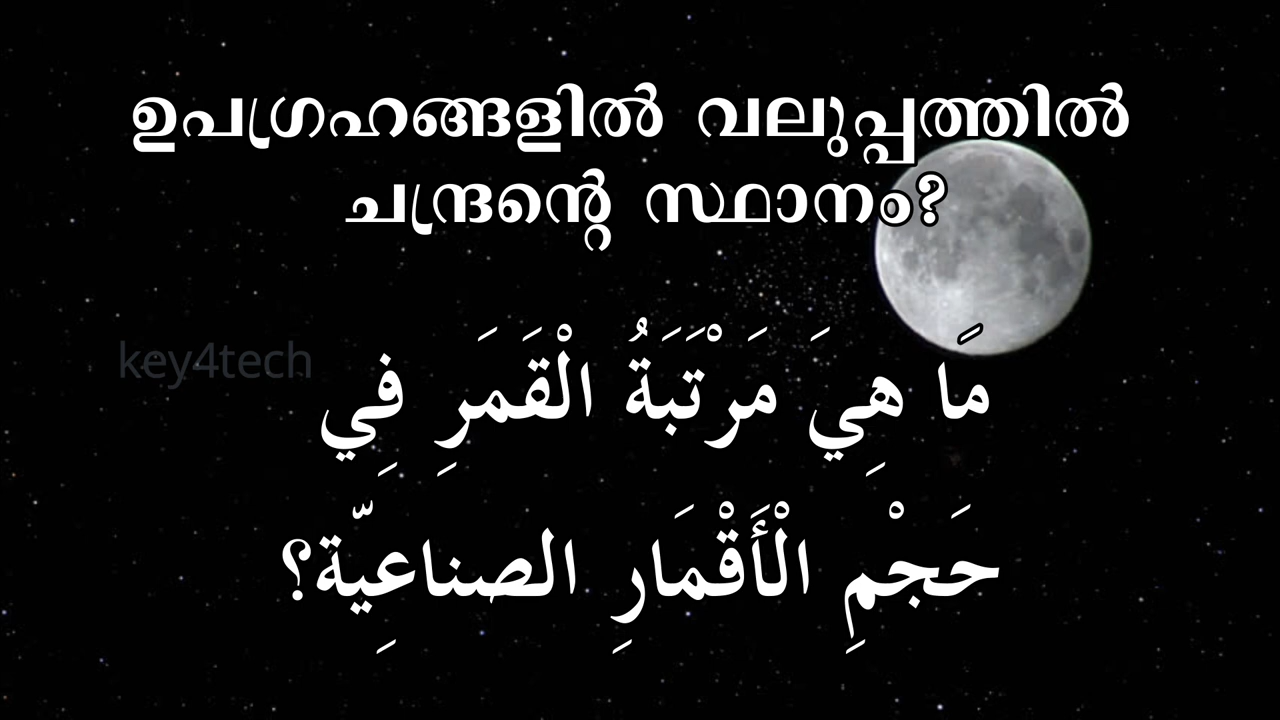 ഉപഗ്രഹങ്ങളിൽ വലുപ്പത്തിൽ
ചന്ദ്രന്റെ സ്ഥാനം?
key4tech
مَا هِيَ مَرْتَبَةُ الْقَمَرِ فِي
حَجْمِ الْأَقْمَارِ الصناعِيّة؟